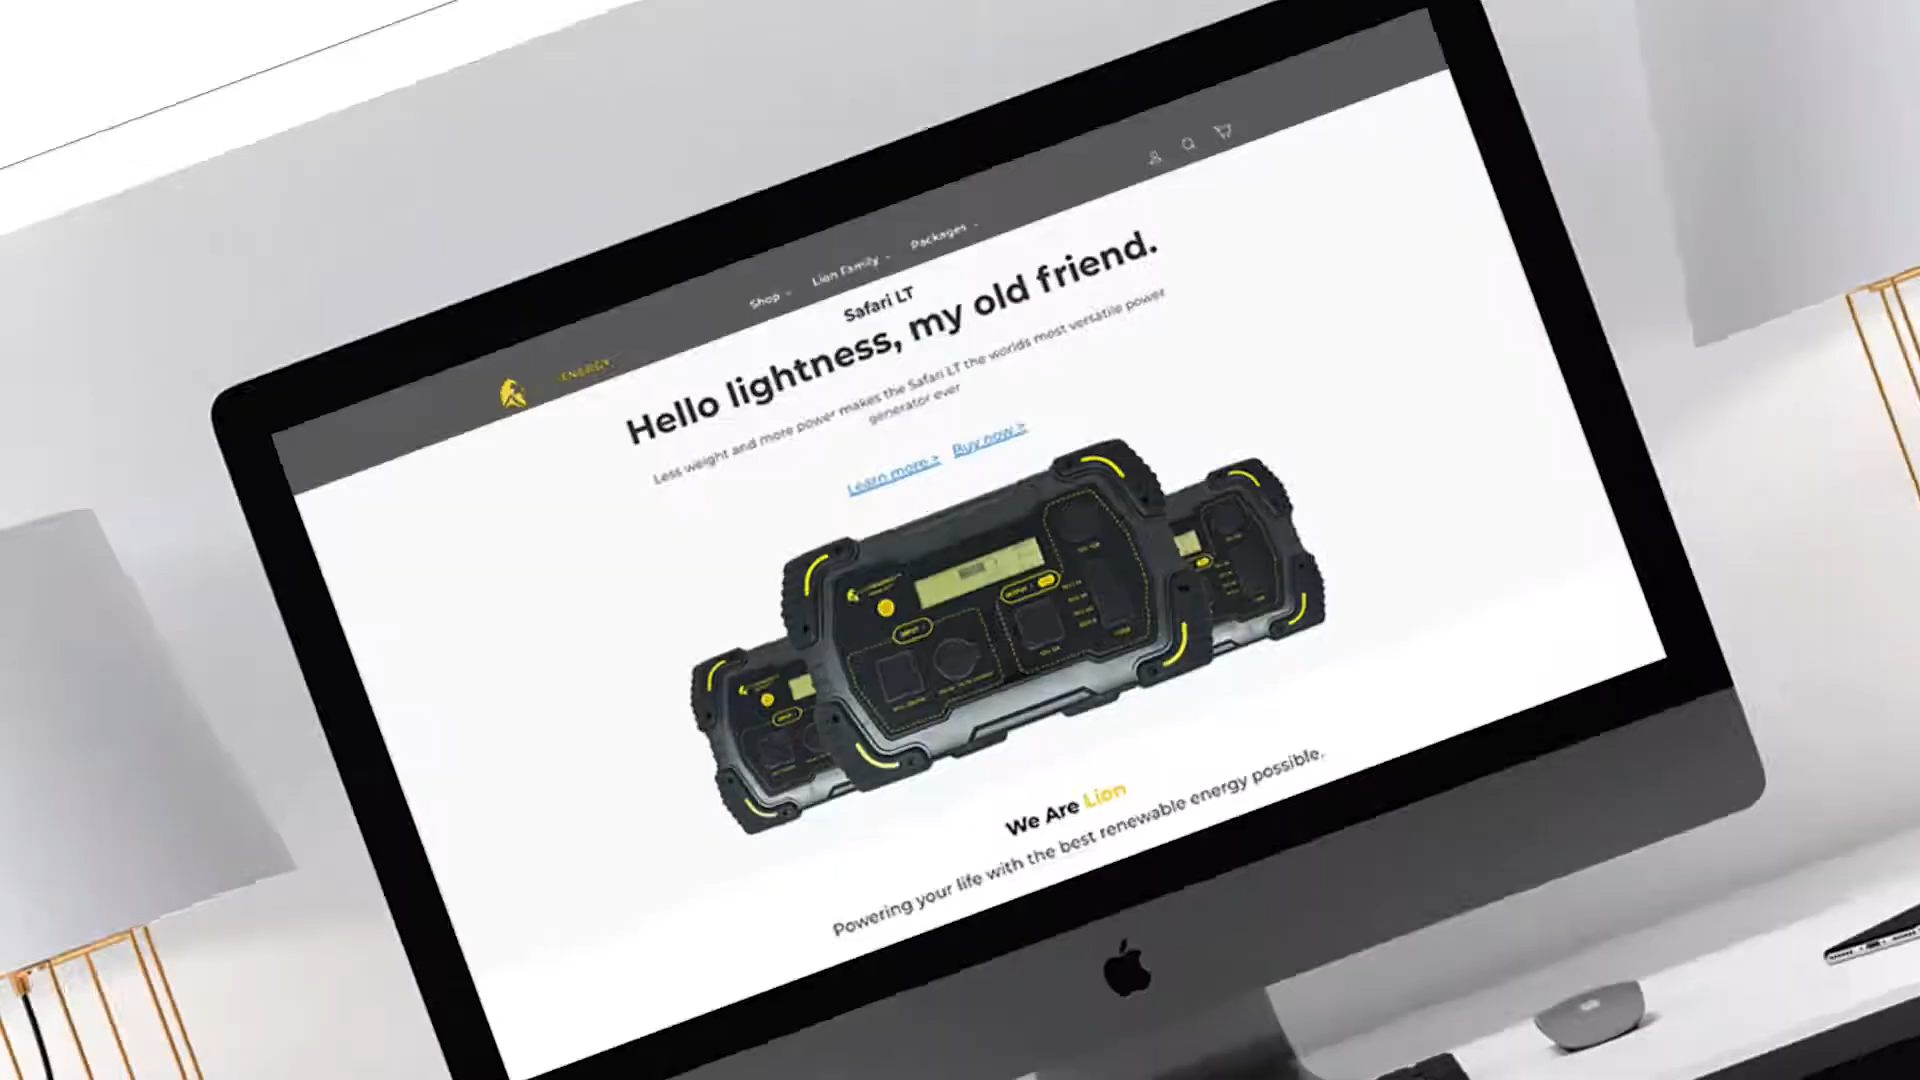 ENERGY
Shop
Lion Family
Packages
Safari LT
Hello lightness, my old friend.
Less weight and more power makes the Safari LT the worlds most versatile power
generator ever
Learn more >
Buy now >
INPUT
OUTPUT
We Are Lion
Powering your life with the best renewable energy possible.